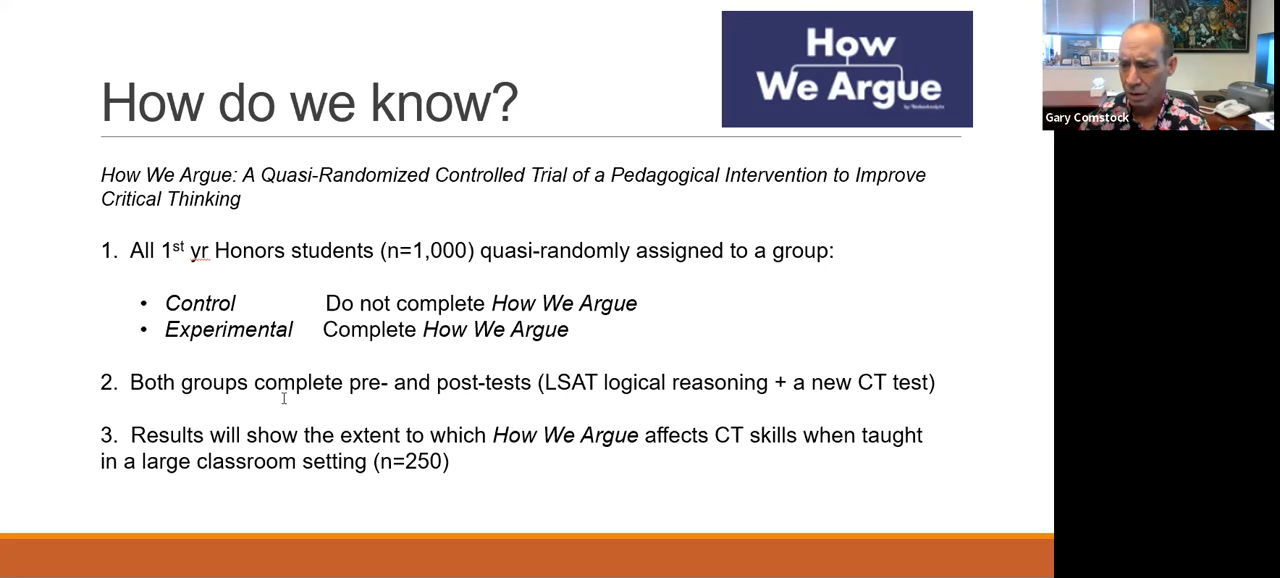 How
We Argue
Gary Comstock
How do we know?
How We Argue: A Quasi-Randomized Controlled Trial of a Pedagogical Intervention to Improve
Critical Thinking
1. All 1st yr Honors students (n=1,000) quasi-randomly assigned to a group:
• Control Do not complete How We Argue
• Experimental Complete How We Argue
2. Both groups complete pre- and post-tests (LSAT logical reasoning + a new CT test)
3. Results will show the extent to which How We Argue affects CT skills when taught
in a large classroom setting (n=250)